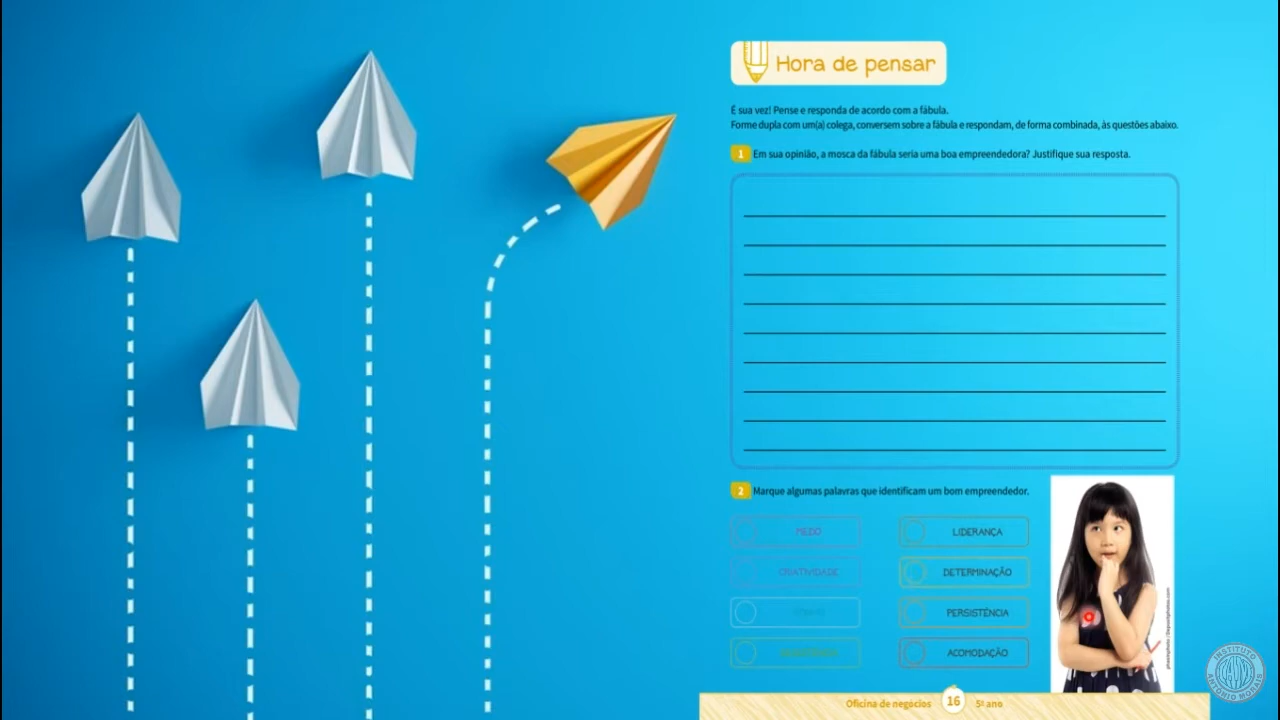 Hora de pensar
É sua vez! Pense e responda de acordo com a fábula.
Forme dupla com um(a) colega, conversem sobre a fábula e respondam, de forma combinada, às questões abaixo.
1 Em sua opinião, a mosca da fábula seria uma boa empreendedora? Justifique sua resposta.
2 Marque algumas palavras que identificam um bom empreendedor.
MEDO
LIDERANÇA
CRIATIVIDADE
DETERMINAÇÃO
PERSISTÊNCIA
ACOMODAÇÃO
Oficina de negócios 16 5º ano
INSTITUTO
ANTÔNIO MORAIS